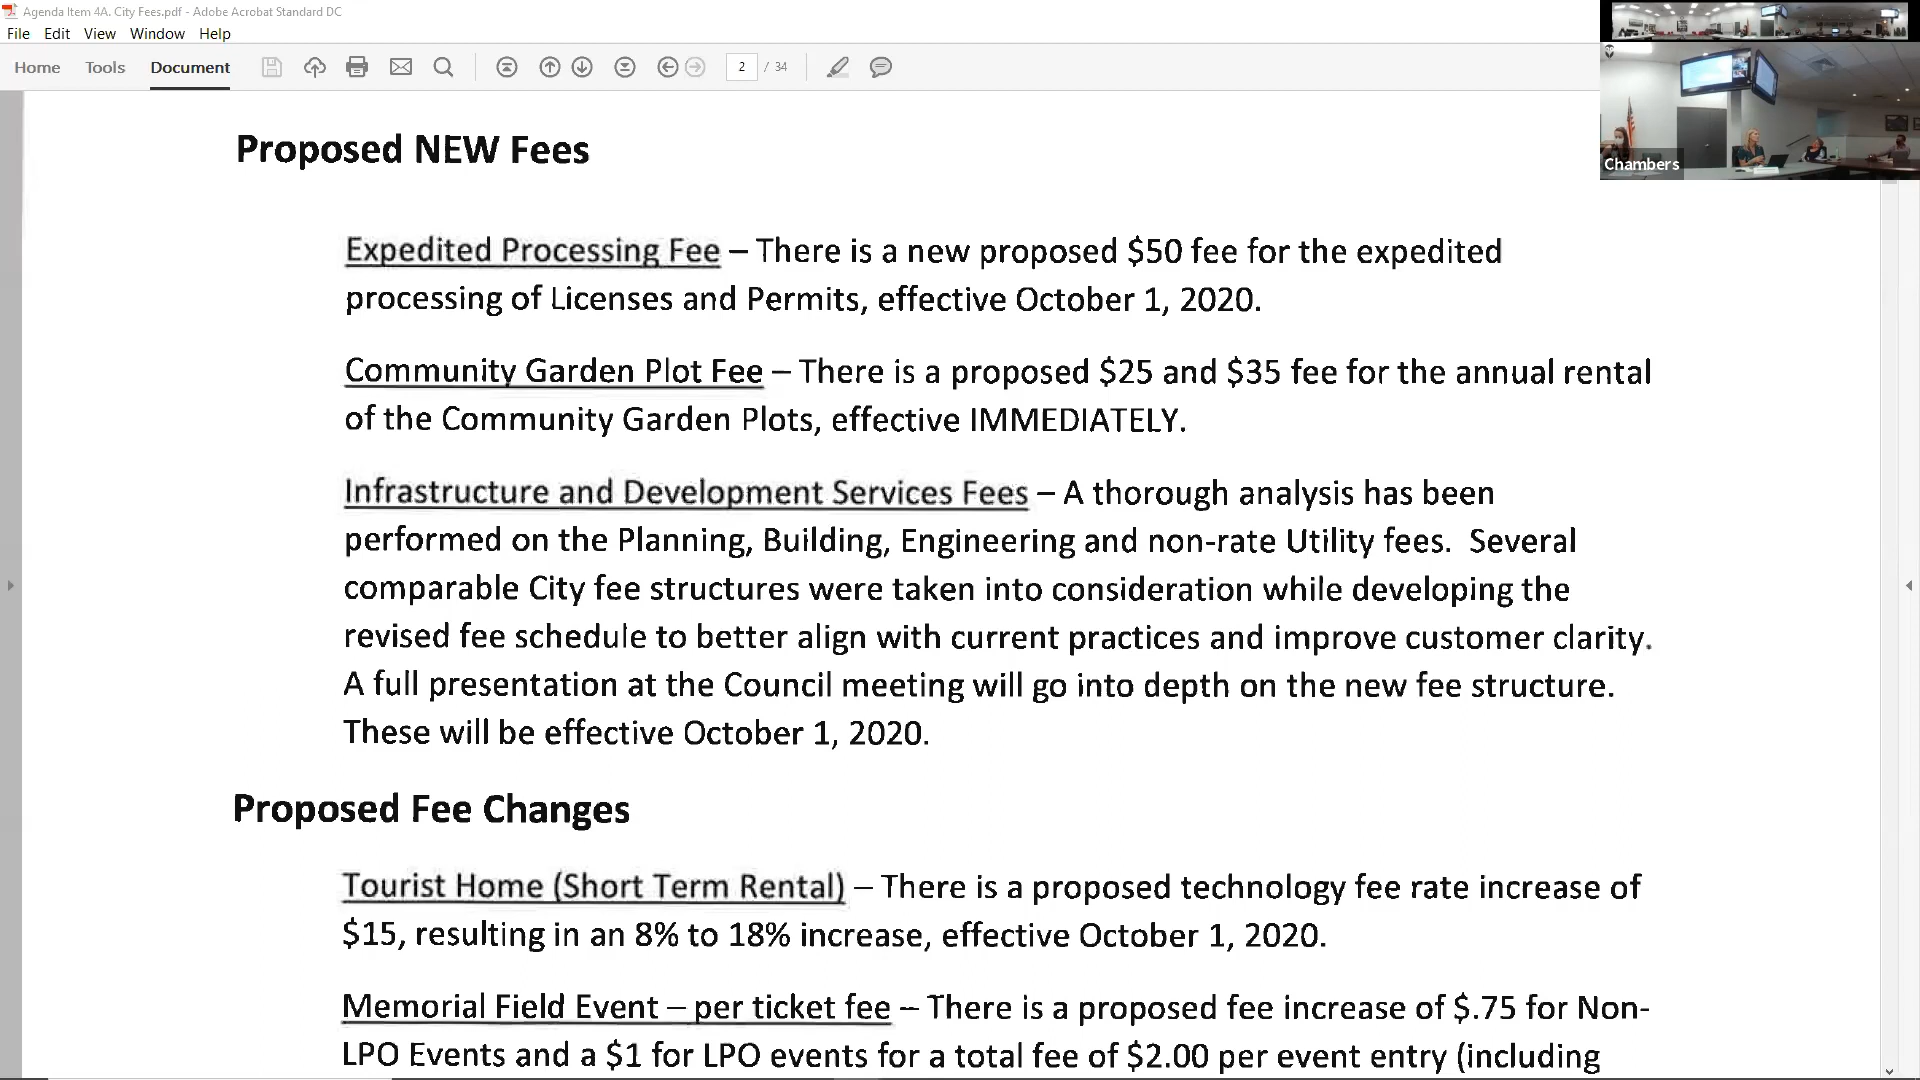 Agenda Item 4A. City Fees.pdf - Adobe Acrobat Standard DC
File Edit View Window Help
Home Tools Document 2 / 34
Chambers
Proposed NEW Fees
Expedited Processing Fee – There is a new proposed $50 fee for the expedited
processing of Licenses and Permits, effective October 1, 2020.
Community Garden Plot Fee – There is a proposed $25 and $35 fee for the annual rental
of the Community Garden Plots, effective IMMEDIATELY.
Infrastructure and Development Services Fees – A thorough analysis has been
performed on the Planning, Building, Engineering and non-rate Utility fees. Several
comparable City fee structures were taken into consideration while developing the
revised fee schedule to better align with current practices and improve customer clarity.
A full presentation at the Council meeting will go into depth on the new fee structure.
These will be effective October 1, 2020.
Proposed Fee Changes
Tourist Home (Short Term Rental) – There is a proposed technology fee rate increase of
$15, resulting in an 8% to 18% increase, effective October 1, 2020.
Memorial Field Event – per ticket fee – There is a proposed fee increase of $.75 for Non-
LPO Events and a $1 for LPO events for a total fee of $2.00 per event entry (including